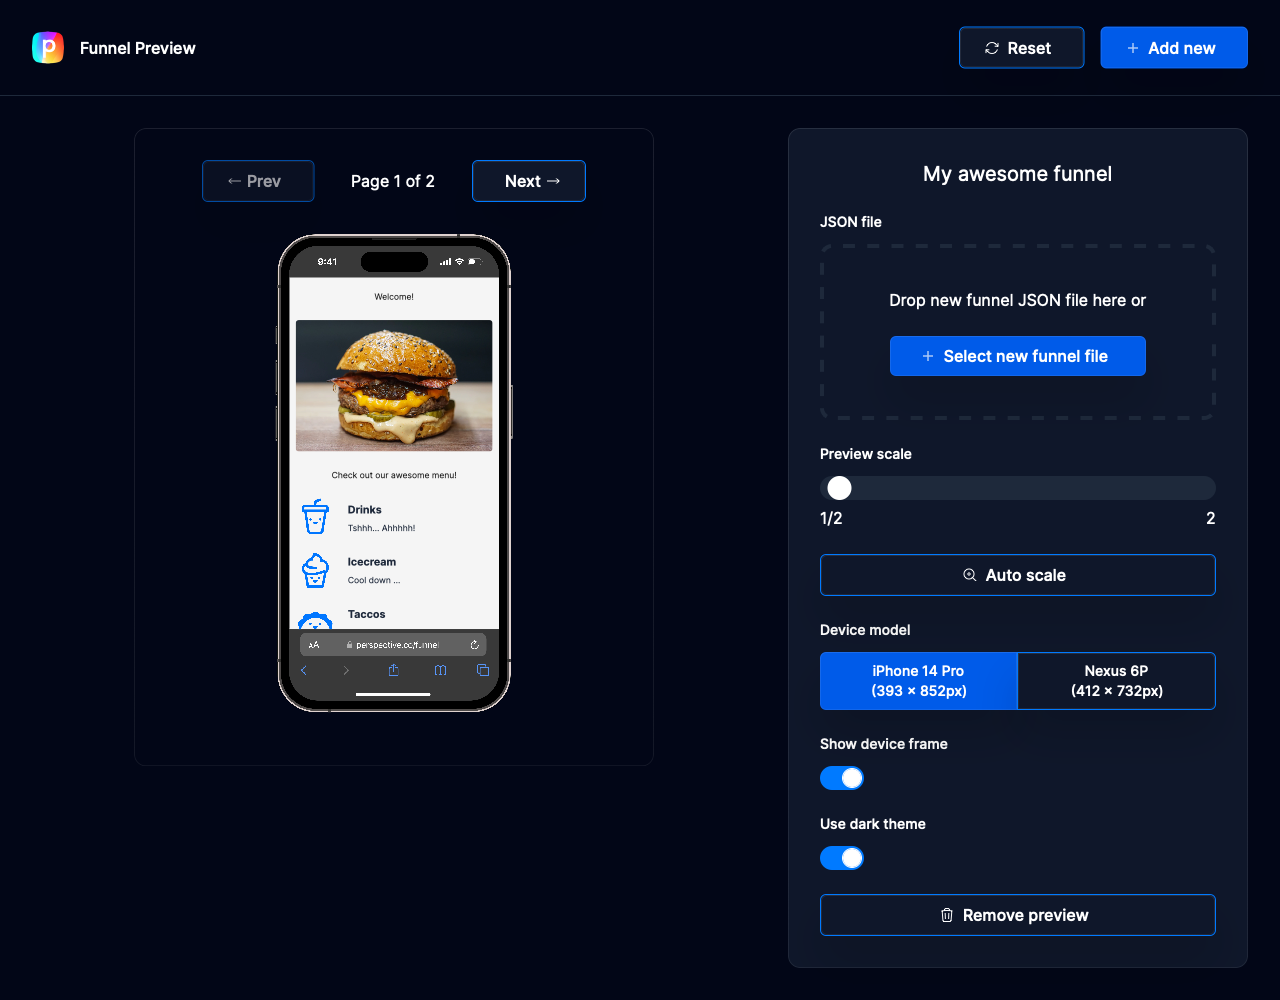 Funnel Preview
Reset
Add new
← Prev
Page 1 of 2
Next →
9:41
Welcome!
Check out our awesome menu!
Drinks
Tshhh... Ahhhhh!
Icecream
Cool down ...
Taccos
AA
perspective.co/funnel
My awesome funnel
JSON file
Drop new funnel JSON file here or
Select new funnel file
Preview scale
1/2
2
Auto scale
Device model
iPhone 14 Pro
(393 × 852px)
Nexus 6P
(412 × 732px)
Show device frame
Use dark theme
Remove preview